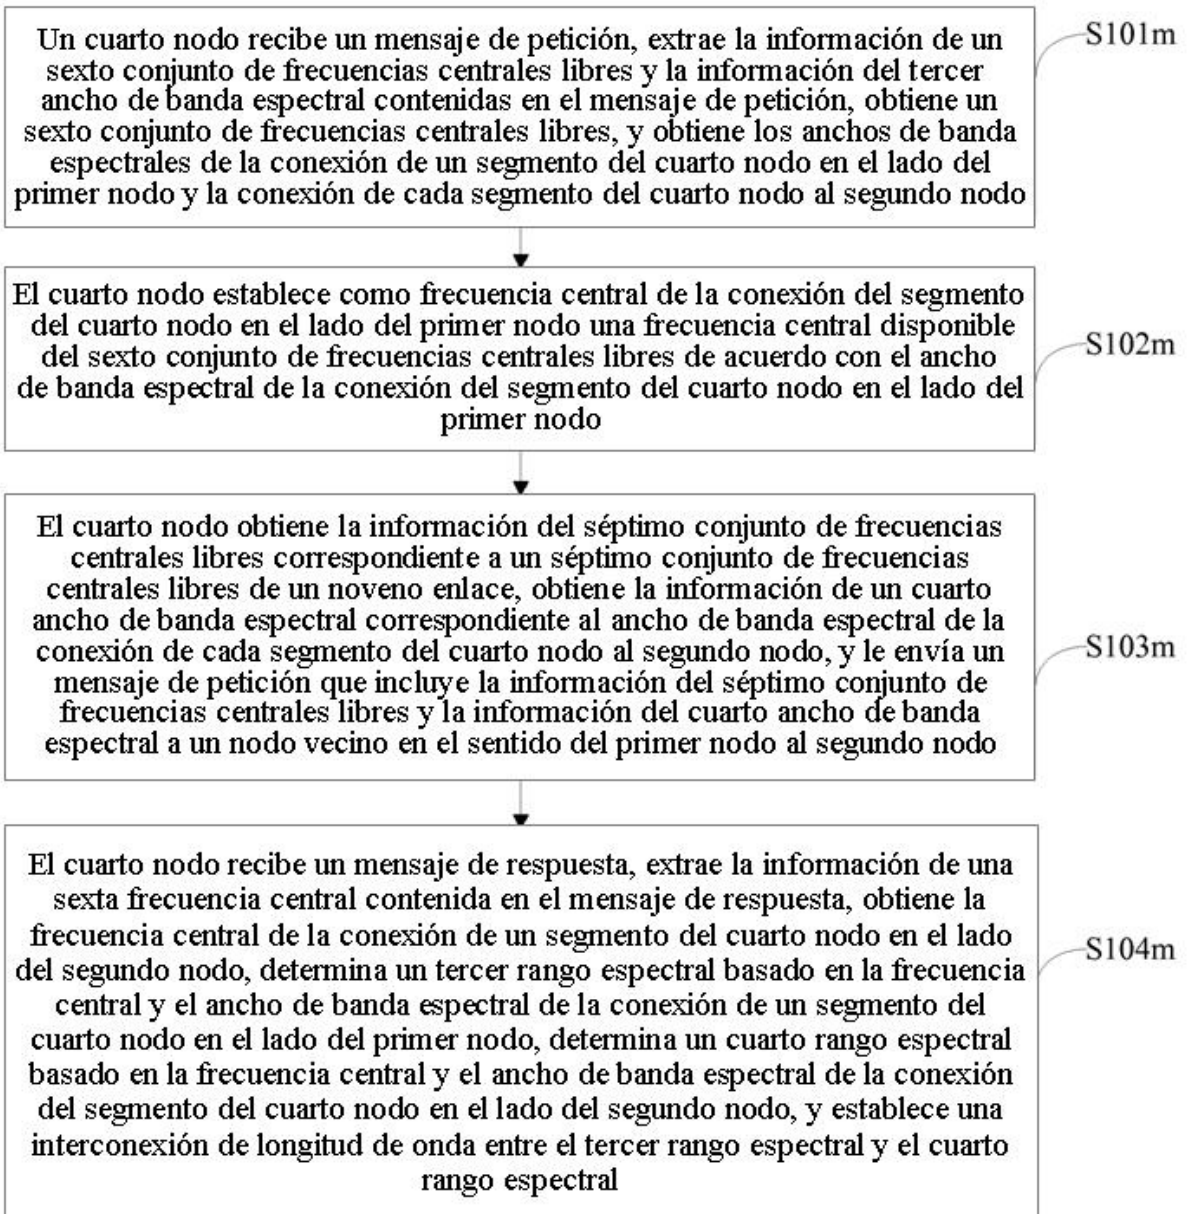 Un cuarto nodo recibe un mensaje de petición, extrae la información de un
sexto conjunto de frecuencias centrales libres y la información del tercer
ancho de banda espectral contenidas en el mensaje de petición, obtiene un
sexto conjunto de frecuencias centrales libres, y obtiene los anchos de banda
espectrales de la conexión de un segmento del cuarto nodo en el lado del
primer nodo y la conexión de cada segmento del cuarto nodo al segundo nodo
S101m
El cuarto nodo establece como frecuencia central de la conexión del segmento
del cuarto nodo en el lado del primer nodo una frecuencia central disponible
del sexto conjunto de frecuencias centrales libres de acuerdo con el ancho
de banda espectral de la conexión del segmento del cuarto nodo en el lado del
primer nodo
S102m
El cuarto nodo obtiene la información del séptimo conjunto de frecuencias
centrales libres correspondiente a un séptimo conjunto de frecuencias
centrales libres de un noveno enlace, obtiene la información de un cuarto
ancho de banda espectral correspondiente al ancho de banda espectral de la
conexión de cada segmento del cuarto nodo al segundo nodo, y le envía un
mensaje de petición que incluye la información del séptimo conjunto de
frecuencias centrales libres y la información del cuarto ancho de banda
espectral a un nodo vecino en el sentido del primer nodo al segundo nodo
S103m
El cuarto nodo recibe un mensaje de respuesta, extrae la información de una
sexta frecuencia central contenida en el mensaje de respuesta, obtiene la
frecuencia central de la conexión de un segmento del cuarto nodo en el lado
del segundo nodo, determina un tercer rango espectral basado en la frecuencia
central y el ancho de banda espectral de la conexión de un segmento del
cuarto nodo en el lado del primer nodo, determina un cuarto rango espectral
basado en la frecuencia central y el ancho de banda espectral de la conexión
del segmento del cuarto nodo en el lado del segundo nodo, y establece una
interconexión de longitud de onda entre el tercer rango espectral y el cuarto
rango espectral
S104m